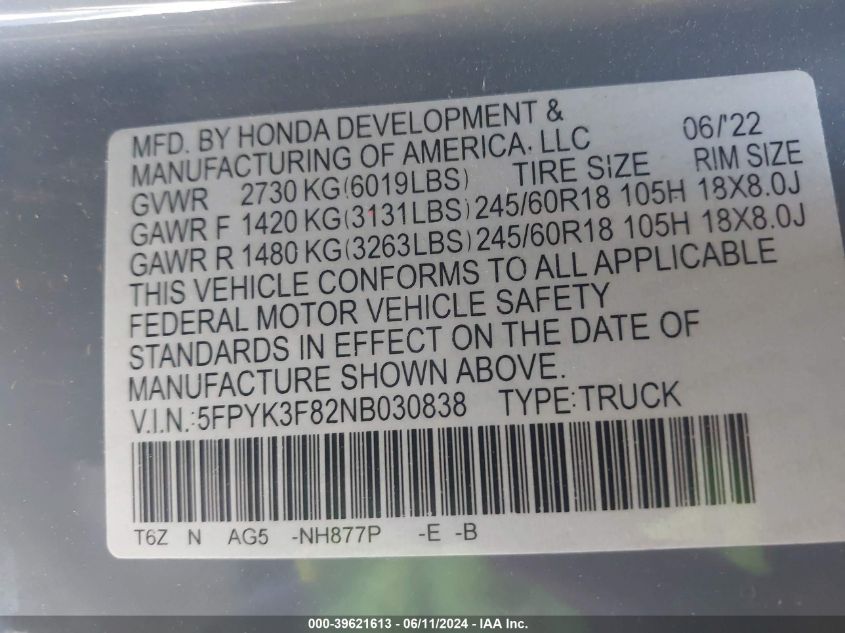 MFD. BY HONDA DEVELOPMENT &
MANUFACTURING OF AMERICA, LLC 06/'22
GVWR 2730 KG(6019LBS) TIRE SIZE RIM SIZE
GAWR F 1420 KG(3131LBS) 245/60R18 105H 18X8.0J
GAWR R 1480 KG(3263LBS) 245/60R18 105H 18X8.0J
THIS VEHICLE CONFORMS TO ALL APPLICABLE
FEDERAL MOTOR VEHICLE SAFETY
STANDARDS IN EFFECT ON THE DATE OF
MANUFACTURE SHOWN ABOVE.
V.I.N.:5FPYK3F82NB030838 TYPE:TRUCK
T6Z N AG5 -NH877P -E -B
000-39621613 - 06/11/2024 - IAA Inc.